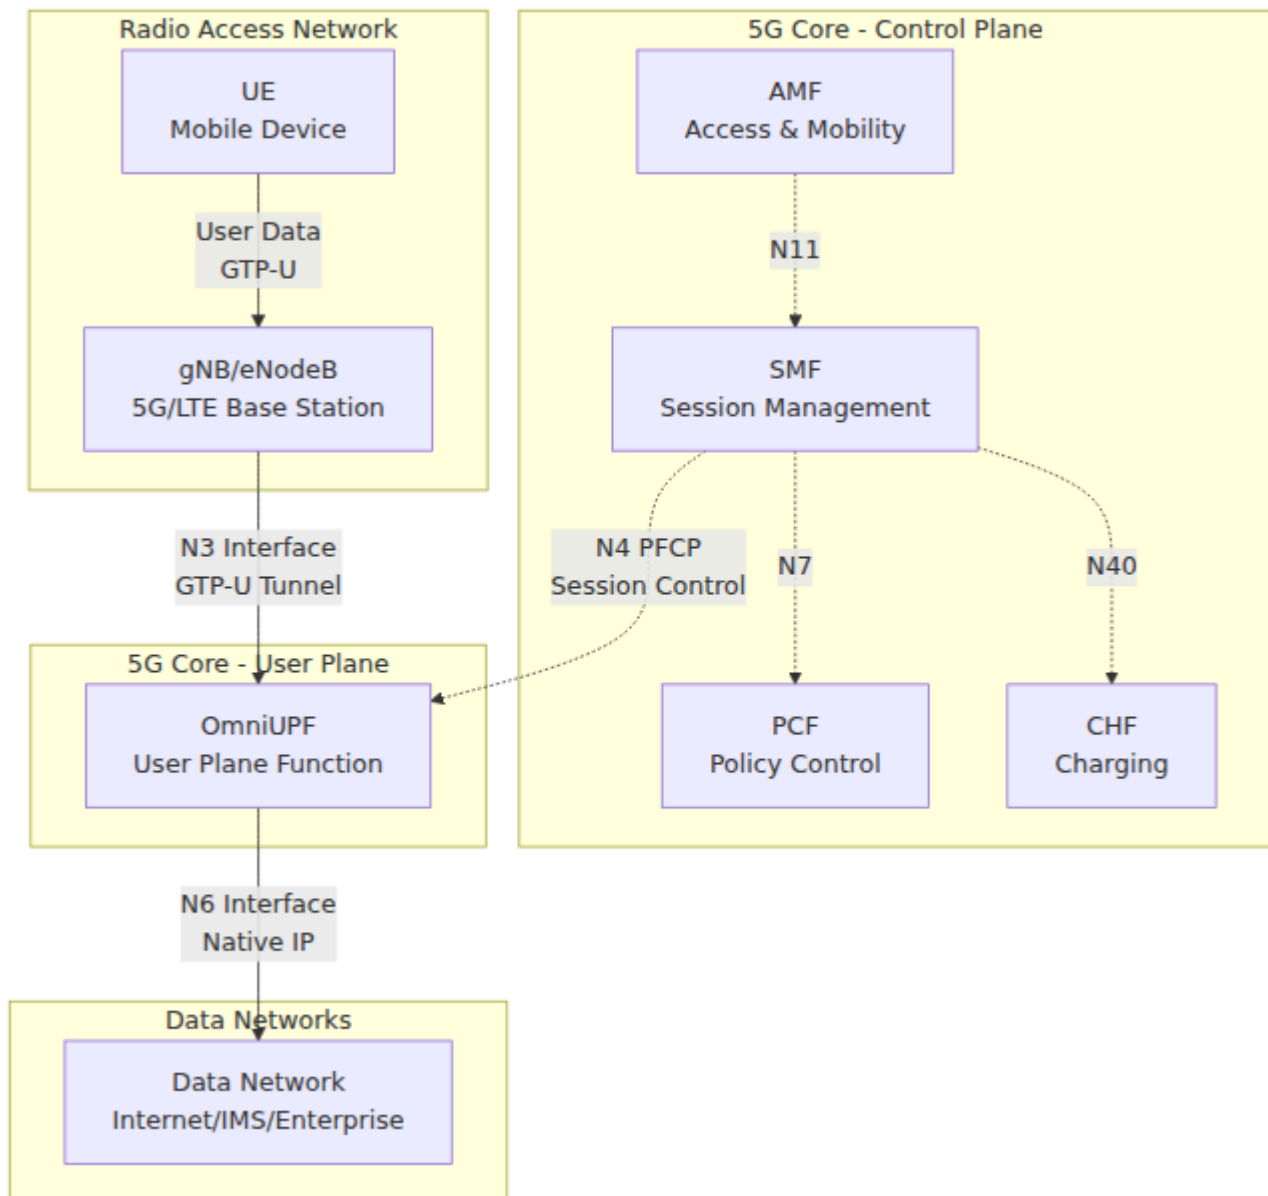 Radio Access Network
UE
Mobile Device
User Data
GTP-U
gNB/eNodeB
5G/LTE Base Station
N3 Interface
GTP-U Tunnel
5G Core - User Plane
OmniUPF
User Plane Function
N6 Interface
Native IP
Data Networks
Data Network
Internet/IMS/Enterprise
5G Core - Control Plane
AMF
Access & Mobility
N11
SMF
Session Management
N4 PFCP
Session Control
N7
N40
PCF
Policy Control
CHF
Charging